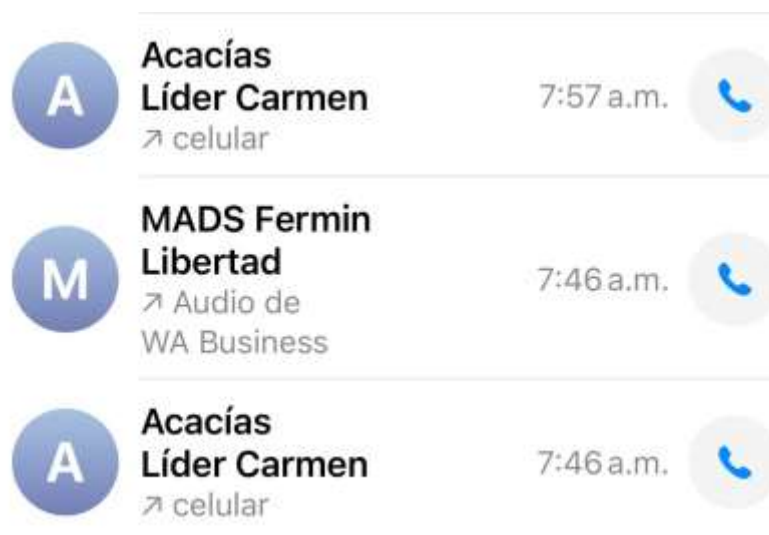 A
Acacías
Líder Carmen
↗ celular
7:57 a.m.
M
MADS Fermin
Libertad
↗ Audio de
WA Business
7:46 a.m.
A
Acacías
Líder Carmen
↗ celular
7:46 a.m.